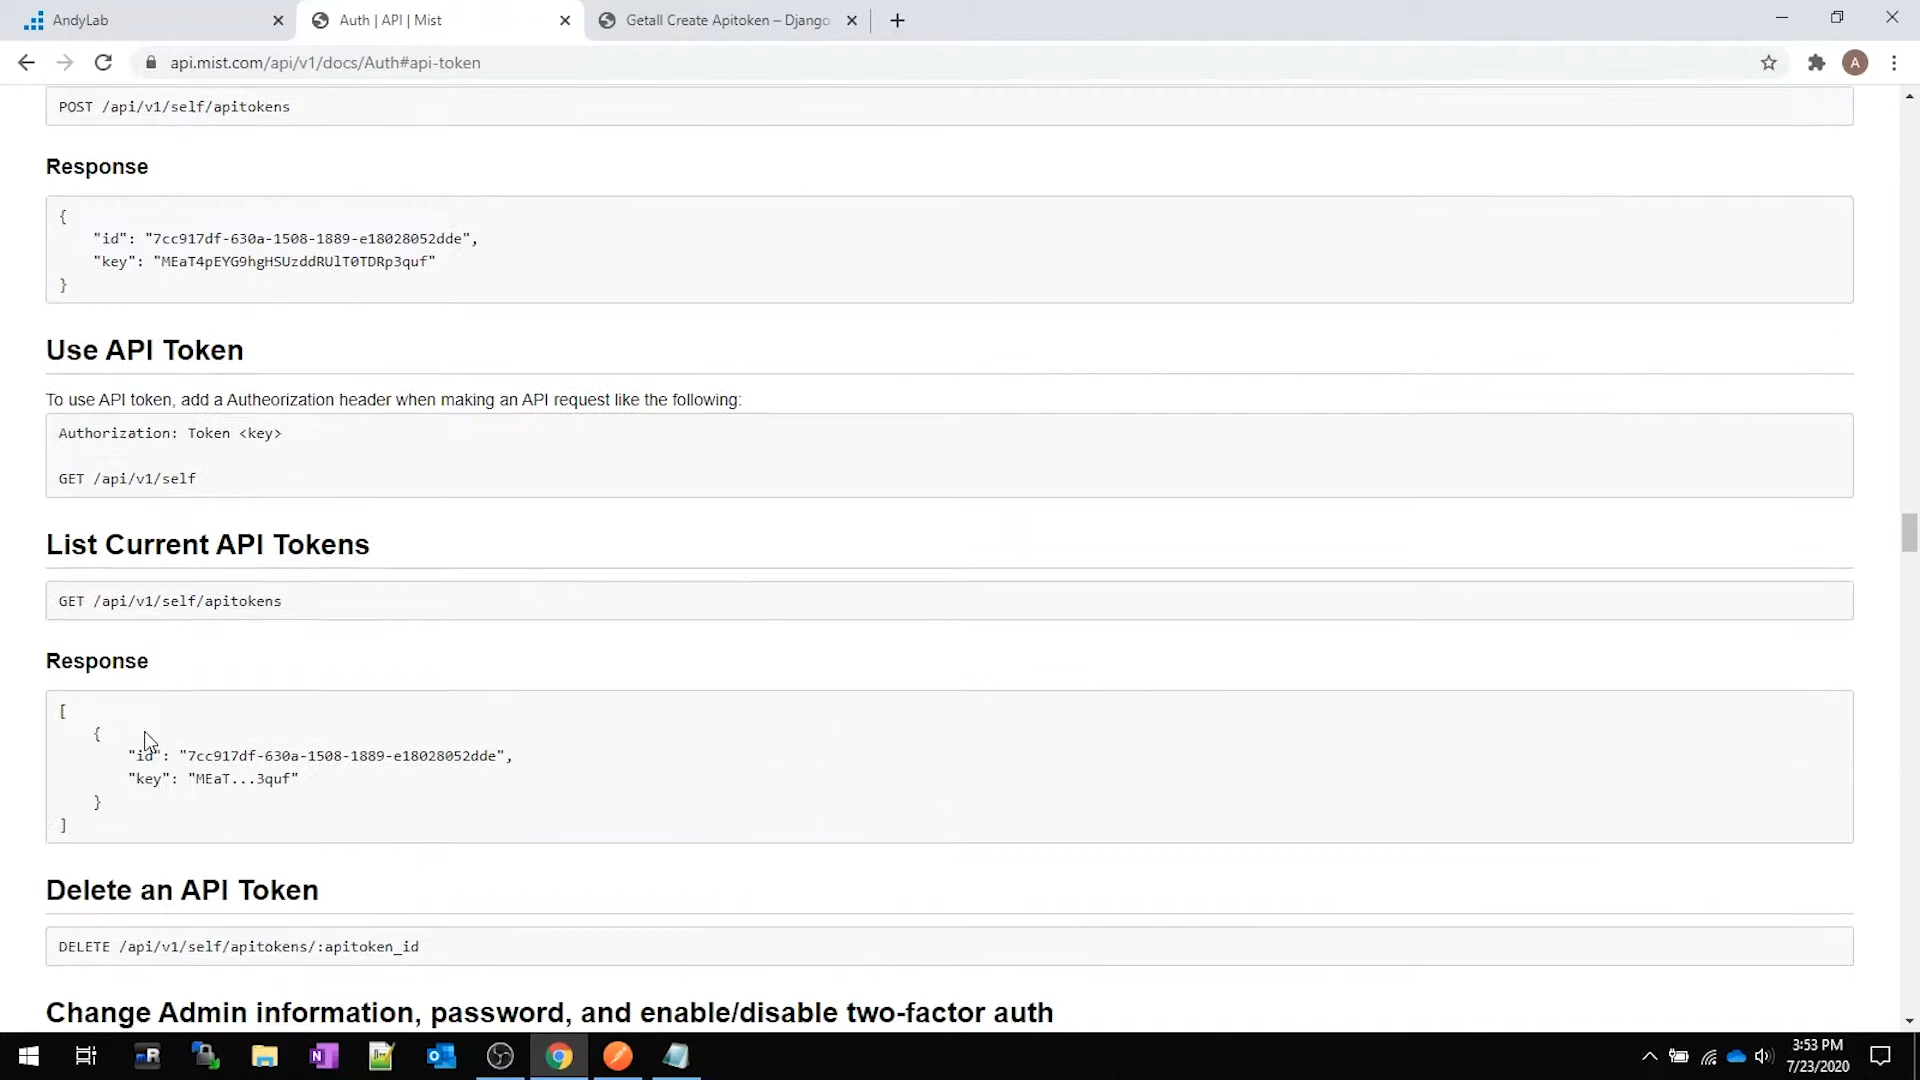 AndyLab
Auth | API | Mist
Getall Create Apitoken – Django
api.mist.com/api/v1/docs/Auth#api-token
A
POST /api/v1/self/apitokens
Response
{
"id": "7cc917df-630a-1508-1889-e18028052dde",
"key": "MEaT4pEYG9hgHSUzddRUlT0TDRp3quf"
}
Use API Token
To use API token, add a Autheorization header when making an API request like the following:
Authorization: Token <key>
GET /api/v1/self
List Current API Tokens
GET /api/v1/self/apitokens
Response
[
{
"id": "7cc917df-630a-1508-1889-e18028052dde",
"key": "MEaT...3quf"
}
]
Delete an API Token
DELETE /api/v1/self/apitokens/:apitoken_id
Change Admin information, password, and enable/disable two-factor auth
3:53 PM
7/23/2020